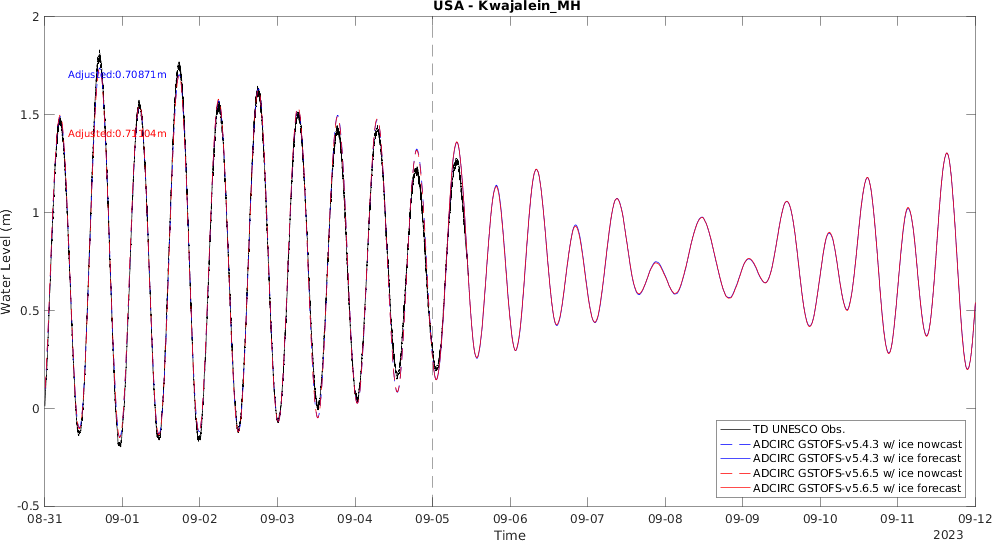 USA - Kwajalein_MH
2
1.5
1
0.5
0
-0.5
Water Level (m)
Adjusted:0.70871m
Adjusted:0.71104m
TD UNESCO Obs.
ADCIRC GSTOFS-v5.4.3 w/ ice nowcast
ADCIRC GSTOFS-v5.4.3 w/ ice forecast
ADCIRC GSTOFS-v5.6.5 w/ ice nowcast
ADCIRC GSTOFS-v5.6.5 w/ ice forecast
08-31 09-01 09-02 09-03 09-04 09-05 09-06 09-07 09-08 09-09 09-10 09-11 09-12
Time
2023